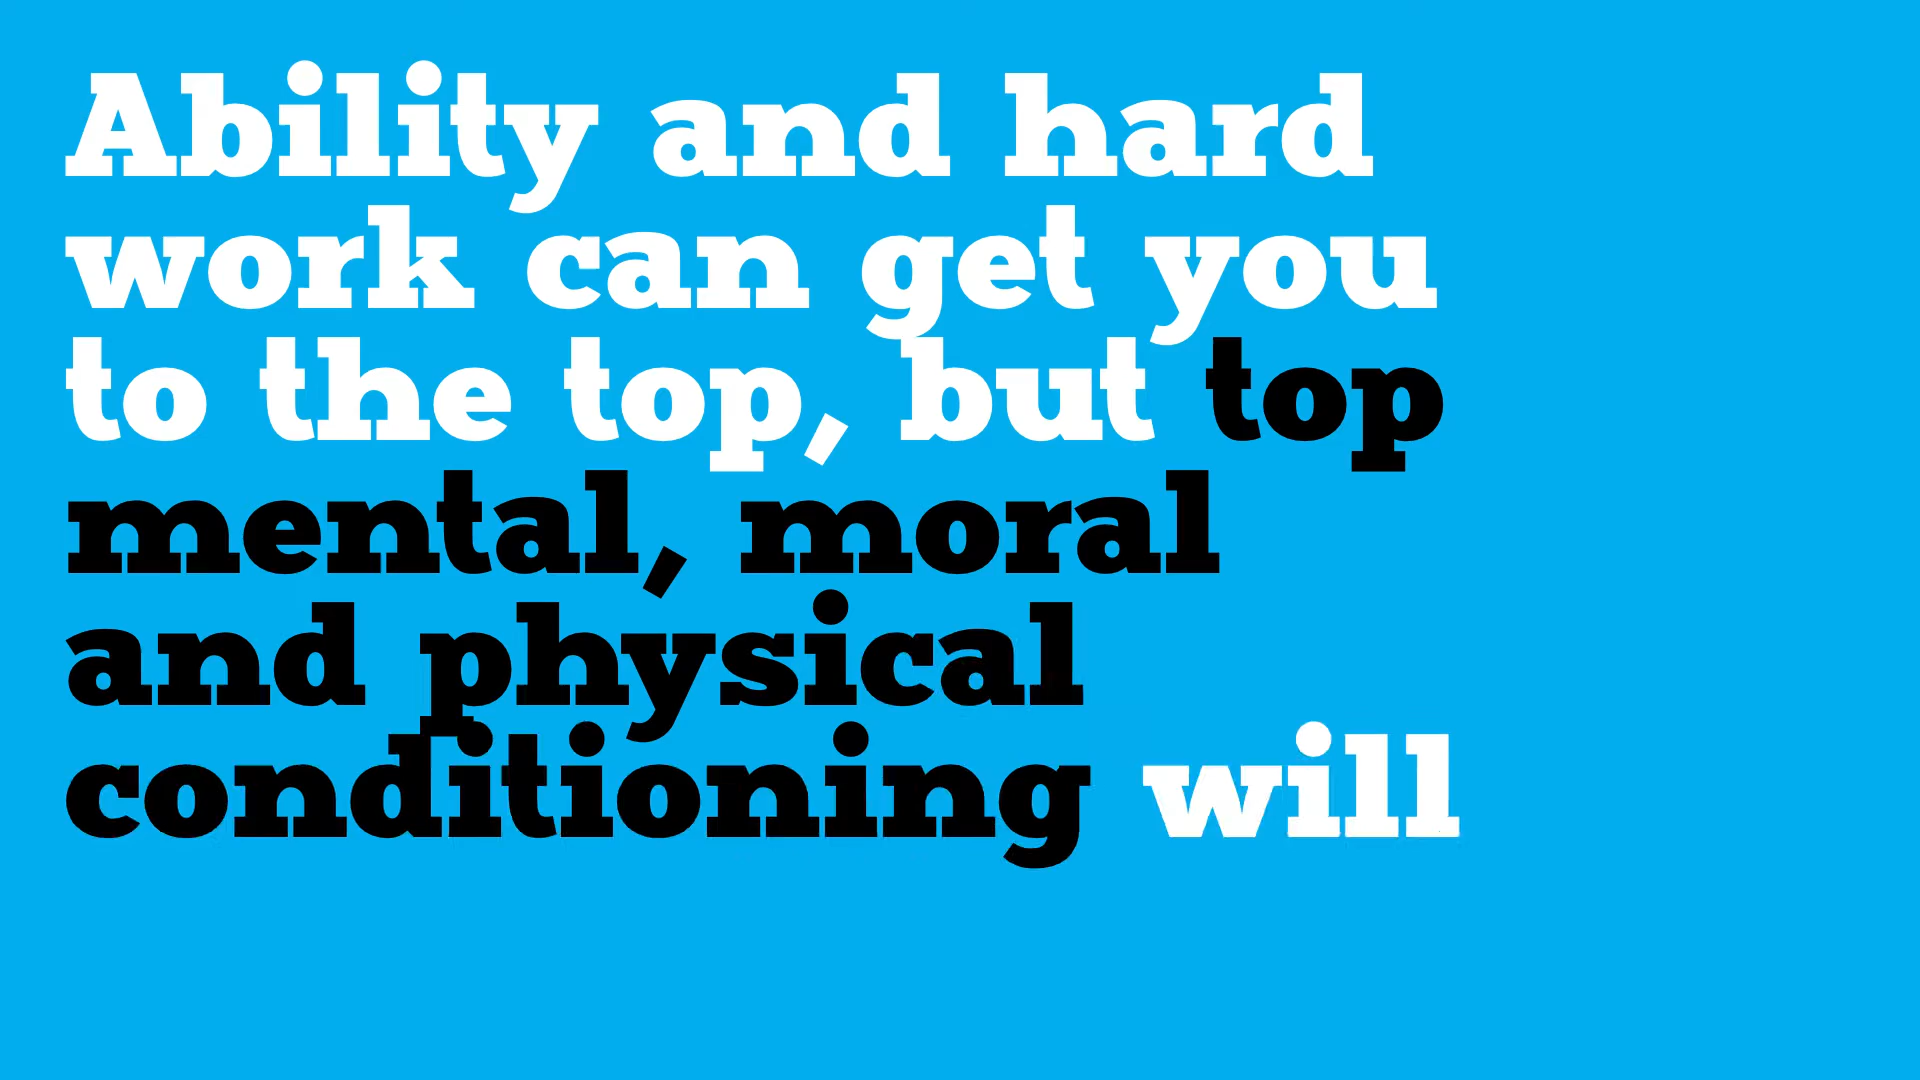 Ability and hard
work can get you
to the top, but top
mental, moral
and physical
conditioning will